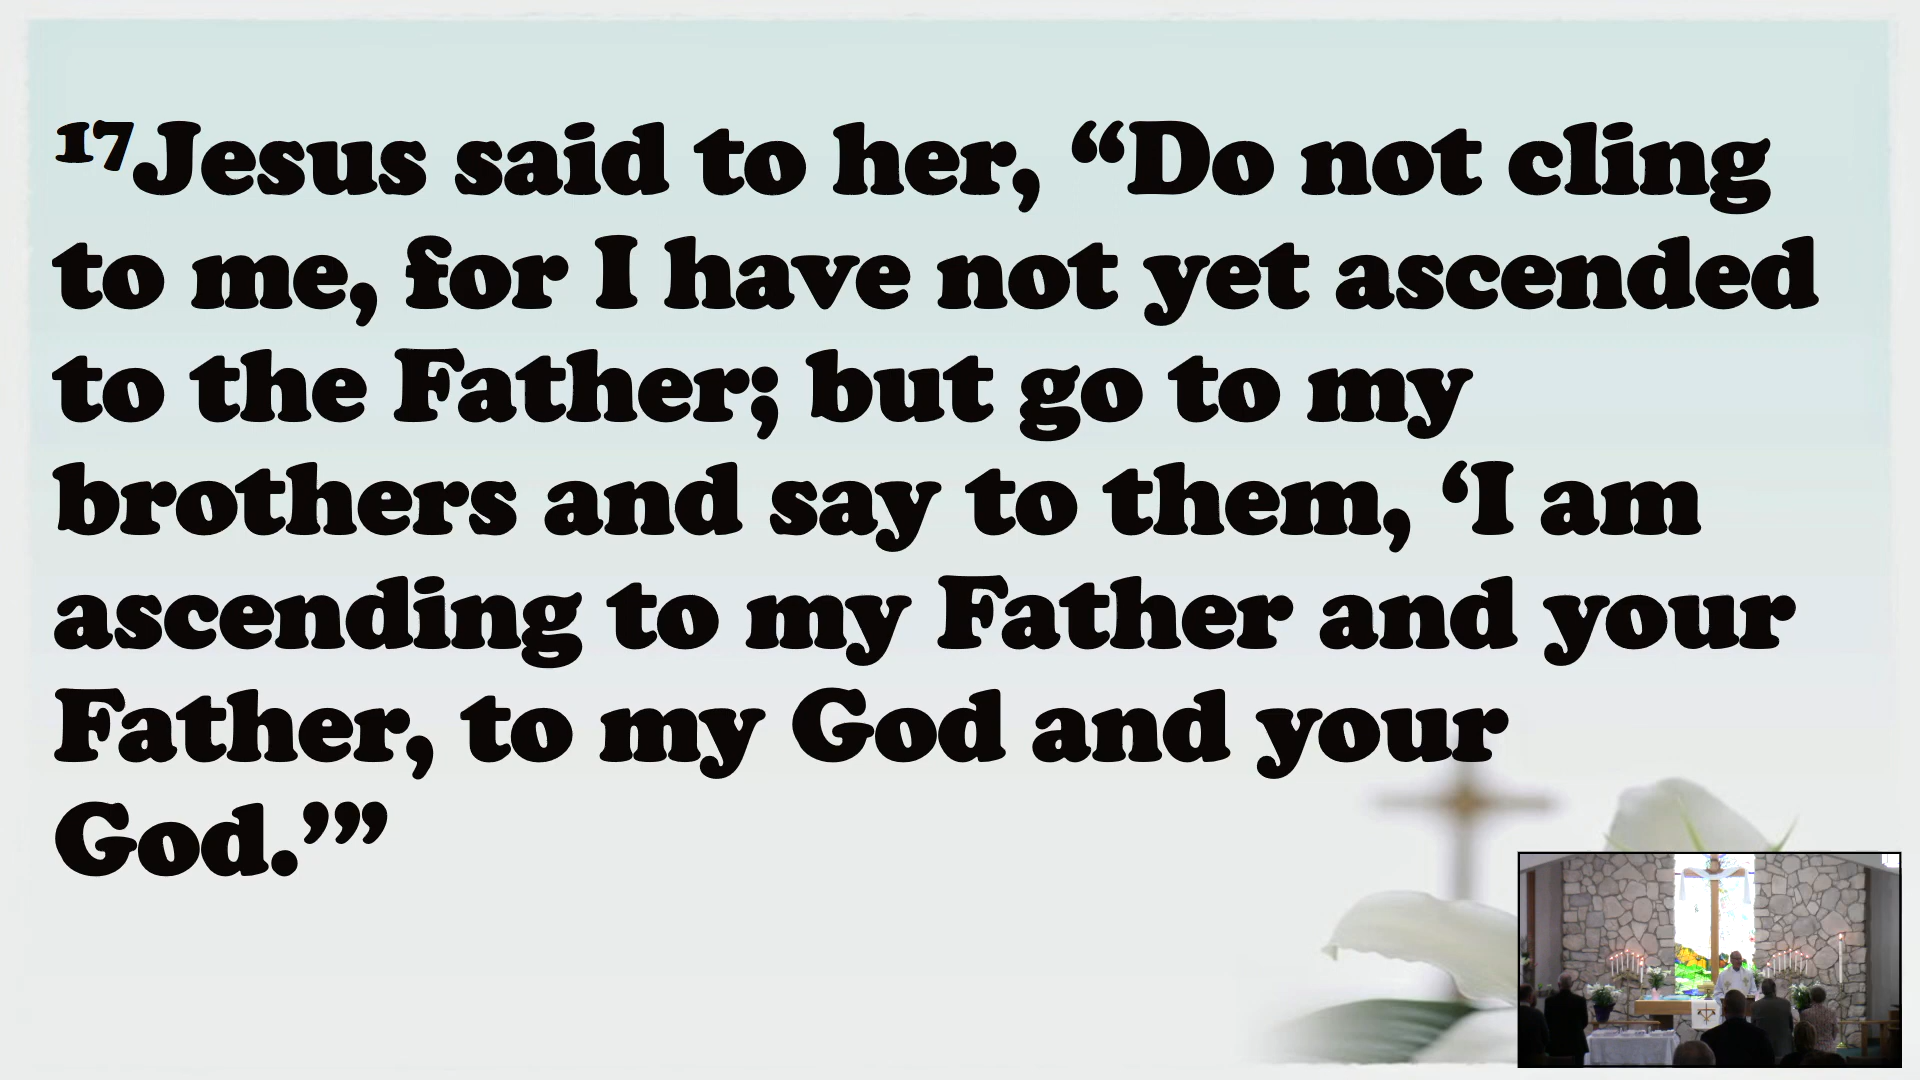 ¹⁷Jesus said to her, “Do not cling
to me, for I have not yet ascended
to the Father; but go to my
brothers and say to them, ‘I am
ascending to my Father and your
Father, to my God and your
God.’”